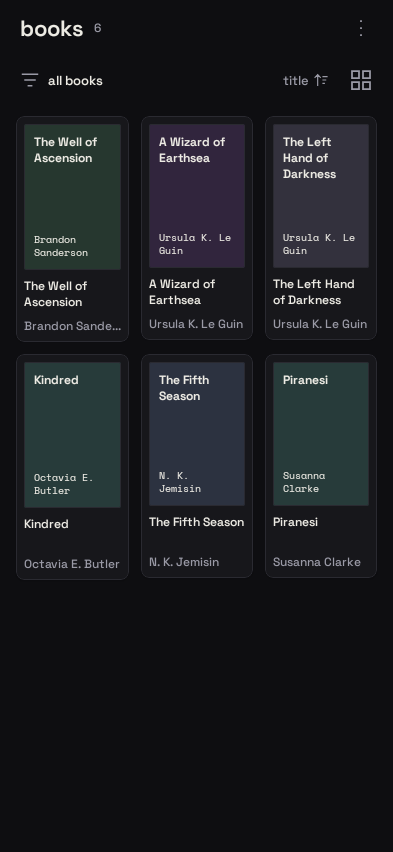 books 6
all books
title
The Well of
Ascension
Brandon
Sanderson
The Well of
Ascension
Brandon Sande...
A Wizard of
Earthsea
Ursula K. Le
Guin
A Wizard of
Earthsea
Ursula K. Le Guin
The Left
Hand of
Darkness
Ursula K. Le
Guin
The Left Hand
of Darkness
Ursula K. Le Guin
Kindred
Octavia E.
Butler
Kindred
Octavia E. Butler
The Fifth
Season
N. K.
Jemisin
The Fifth Season
N. K. Jemisin
Piranesi
Susanna
Clarke
Piranesi
Susanna Clarke